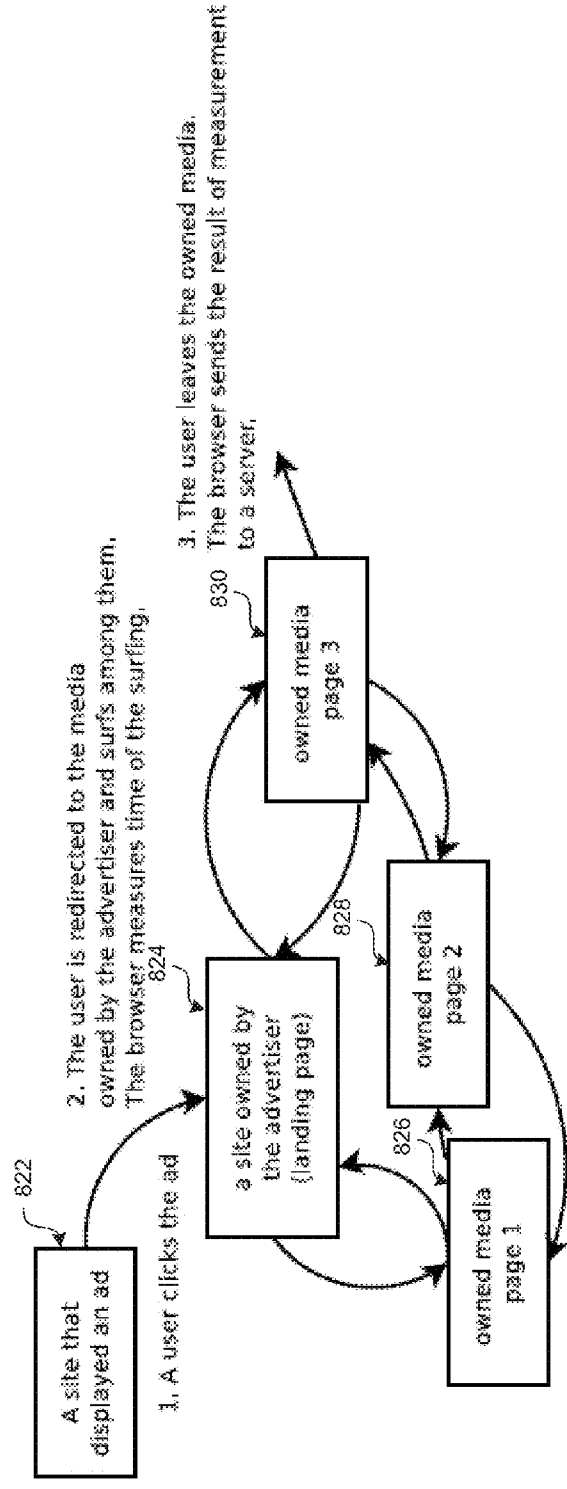 822
A site that
displayed an ad
1. A user clicks the ad
2. The user is redirected to the media
owned by the advertiser and surfs among them.
The browser measures time of the surfing.
824
a site owned by
the advertiser
(landing page)
826
owned media
page 1
828
owned media
page 2
830
owned media
page 3
3. The user leaves the owned media.
The browser sends the result of measurement
to a server.